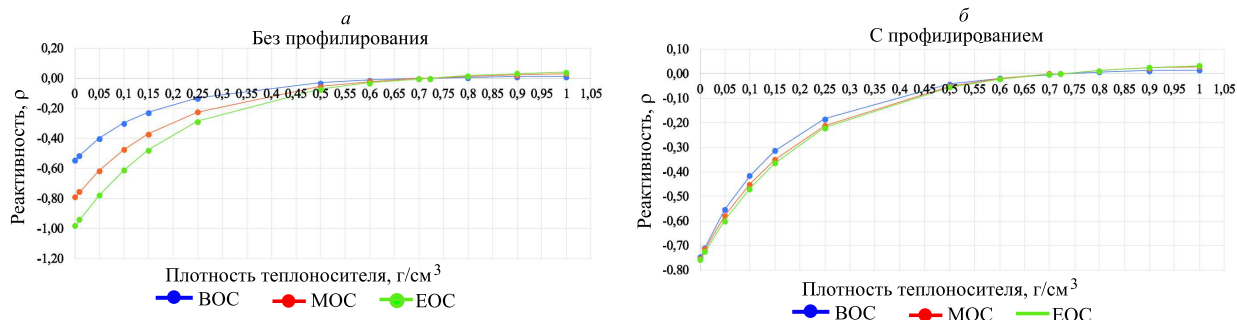 а
Без профилирования
0,20
0,00
-0,20
-0,40
-0,60
-0,80
-1,00
-1,20
0 0,05 0,1 0,15 0,2 0,25 0,3 0,35 0,4 0,45 0,5 0,55 0,6 0,65 0,7 0,75 0,8 0,85 0,9 0,95 1 1,05
Реактивность, ρ
Плотность теплоносителя, г/см³
BOC MOC EOC
б
С профилированием
0,10
0,00
-0,10
-0,20
-0,30
-0,40
-0,50
-0,60
-0,70
-0.80
0 0,05 0,1 0,15 0,2 0,25 0,3 0,35 0,4 0,45 0,5 0,55 0,6 0,65 0,7 0,75 0,8 0,85 0,9 0,95 1 1,05
Реактивность, ρ
Плотность теплоносителя, г/см³
BOC MOC EOC